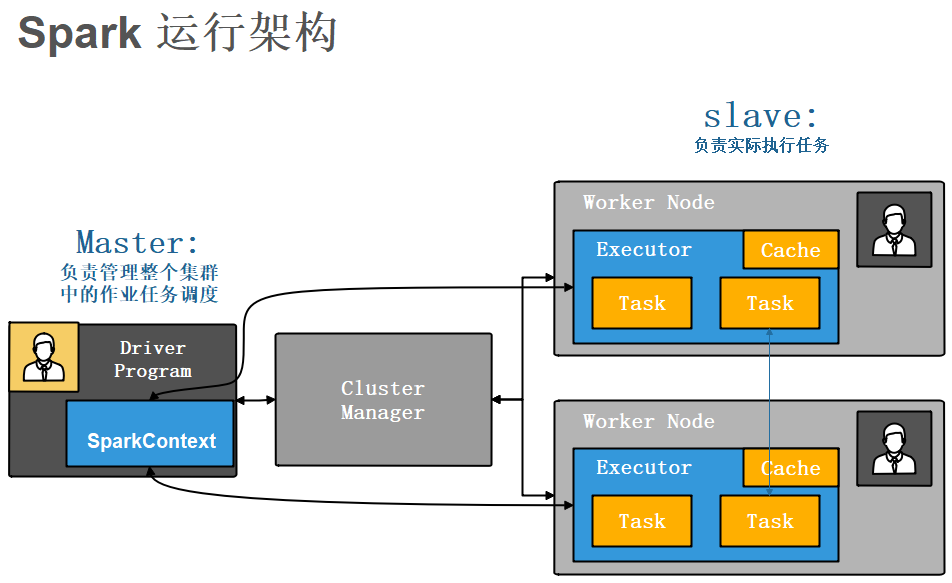 Spark 运行架构
slave:
负责实际执行任务
Master:
负责管理整个集群
中的作业任务调度
Driver
Program
SparkContext
Cluster
Manager
Worker Node
Executor
Cache
Task
Task
Worker Node
Executor
Cache
Task
Task